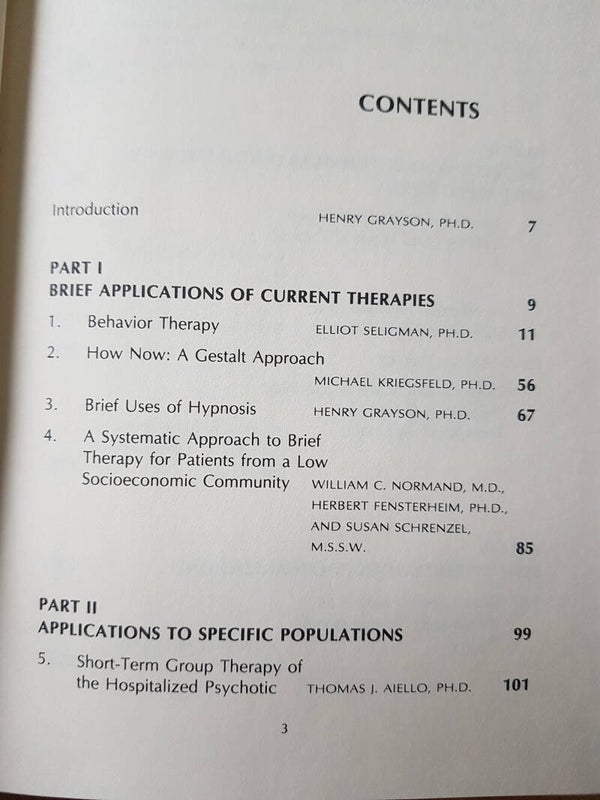 CONTENTS
Introduction HENRY GRAYSON, PH.D. 7
PART I
BRIEF APPLICATIONS OF CURRENT THERAPIES 9
1. Behavior Therapy ELLIOT SELIGMAN, PH.D. 11
2. How Now: A Gestalt Approach
MICHAEL KRIEGSFELD, PH.D. 56
3. Brief Uses of Hypnosis HENRY GRAYSON, PH.D. 67
4. A Systematic Approach to Brief
Therapy for Patients from a Low
Socioeconomic Community WILLIAM C. NORMAND, M.D.,
HERBERT FENSTERHEIM, PH.D.,
AND SUSAN SCHRENZEL,
M.S.S.W. 85
PART II
APPLICATIONS TO SPECIFIC POPULATIONS 99
5. Short-Term Group Therapy of
the Hospitalized Psychotic THOMAS J. AIELLO, PH.D. 101
3